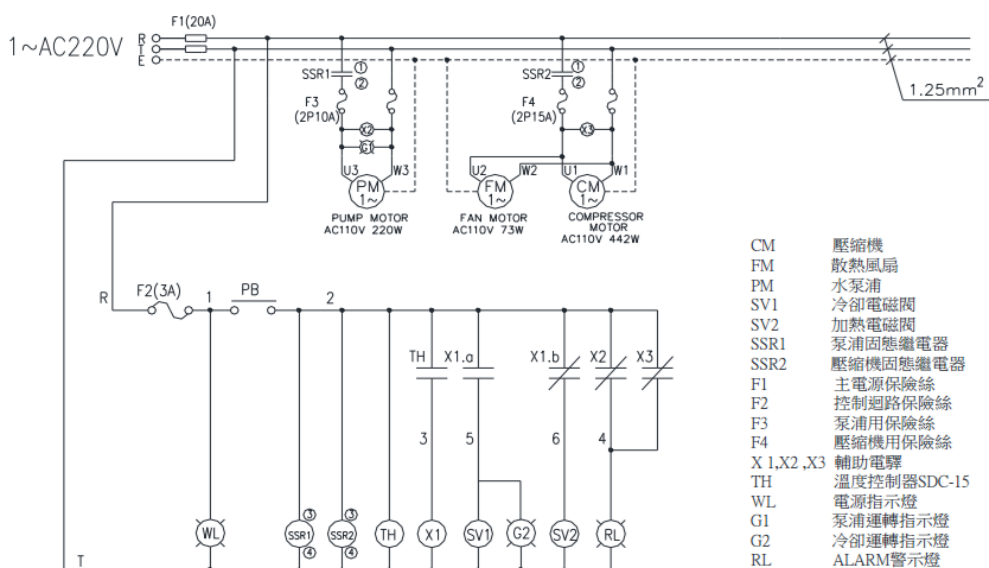 F1(20A)
1~AC220V
R
T
E
SSR1
①
②
SSR2
①
②
1.25mm²
F3
(2P10A)
F4
(2P15A)
X2
G1
X3
U3
W3
U2
W2
U1
W1
PM
1~
FM
1~
CM
1~
PUMP MOTOR
AC110V 220W
FAN MOTOR
AC110V 73W
COMPRESSOR
MOTOR
AC110V 442W
R
F2(3A)
1
PB
2
TH
X1.a
X1.b
X2
X3
3
5
6
4
WL
SSR1
③
④
SSR2
③
④
TH
X1
SV1
G2
SV2
RL
T
CM 壓縮機
FM 散熱風扇
PM 水泵浦
SV1 冷卻電磁閥
SV2 加熱電磁閥
SSR1 泵浦固態繼電器
SSR2 壓縮機固態繼電器
F1 主電源保險絲
F2 控制迴路保險絲
F3 泵浦用保險絲
F4 壓縮機用保險絲
X 1,X2 ,X3 輔助電驛
TH 溫度控制器SDC-15
WL 電源指示燈
G1 泵浦運轉指示燈
G2 冷卻運轉指示燈
RL ALARM警示燈